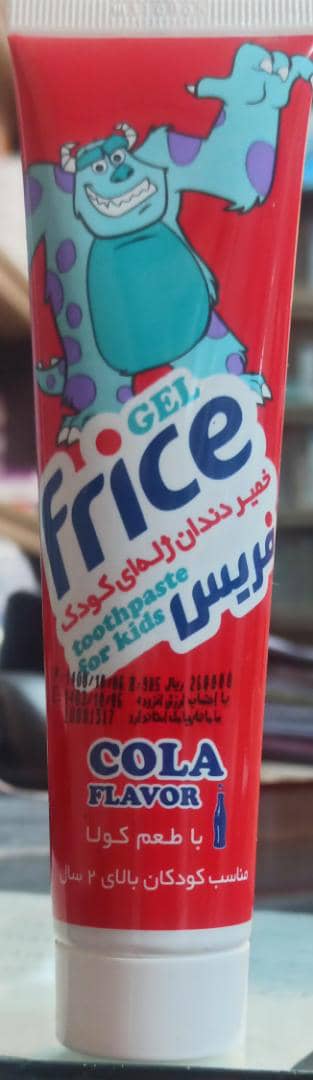 GEL
frice
خمیر دندان ژله‌ای کودک
فریس
toothpaste
for kids
COLA
FLAVOR
با طعم کولا
مناسب کودکان بالای ۲ سال